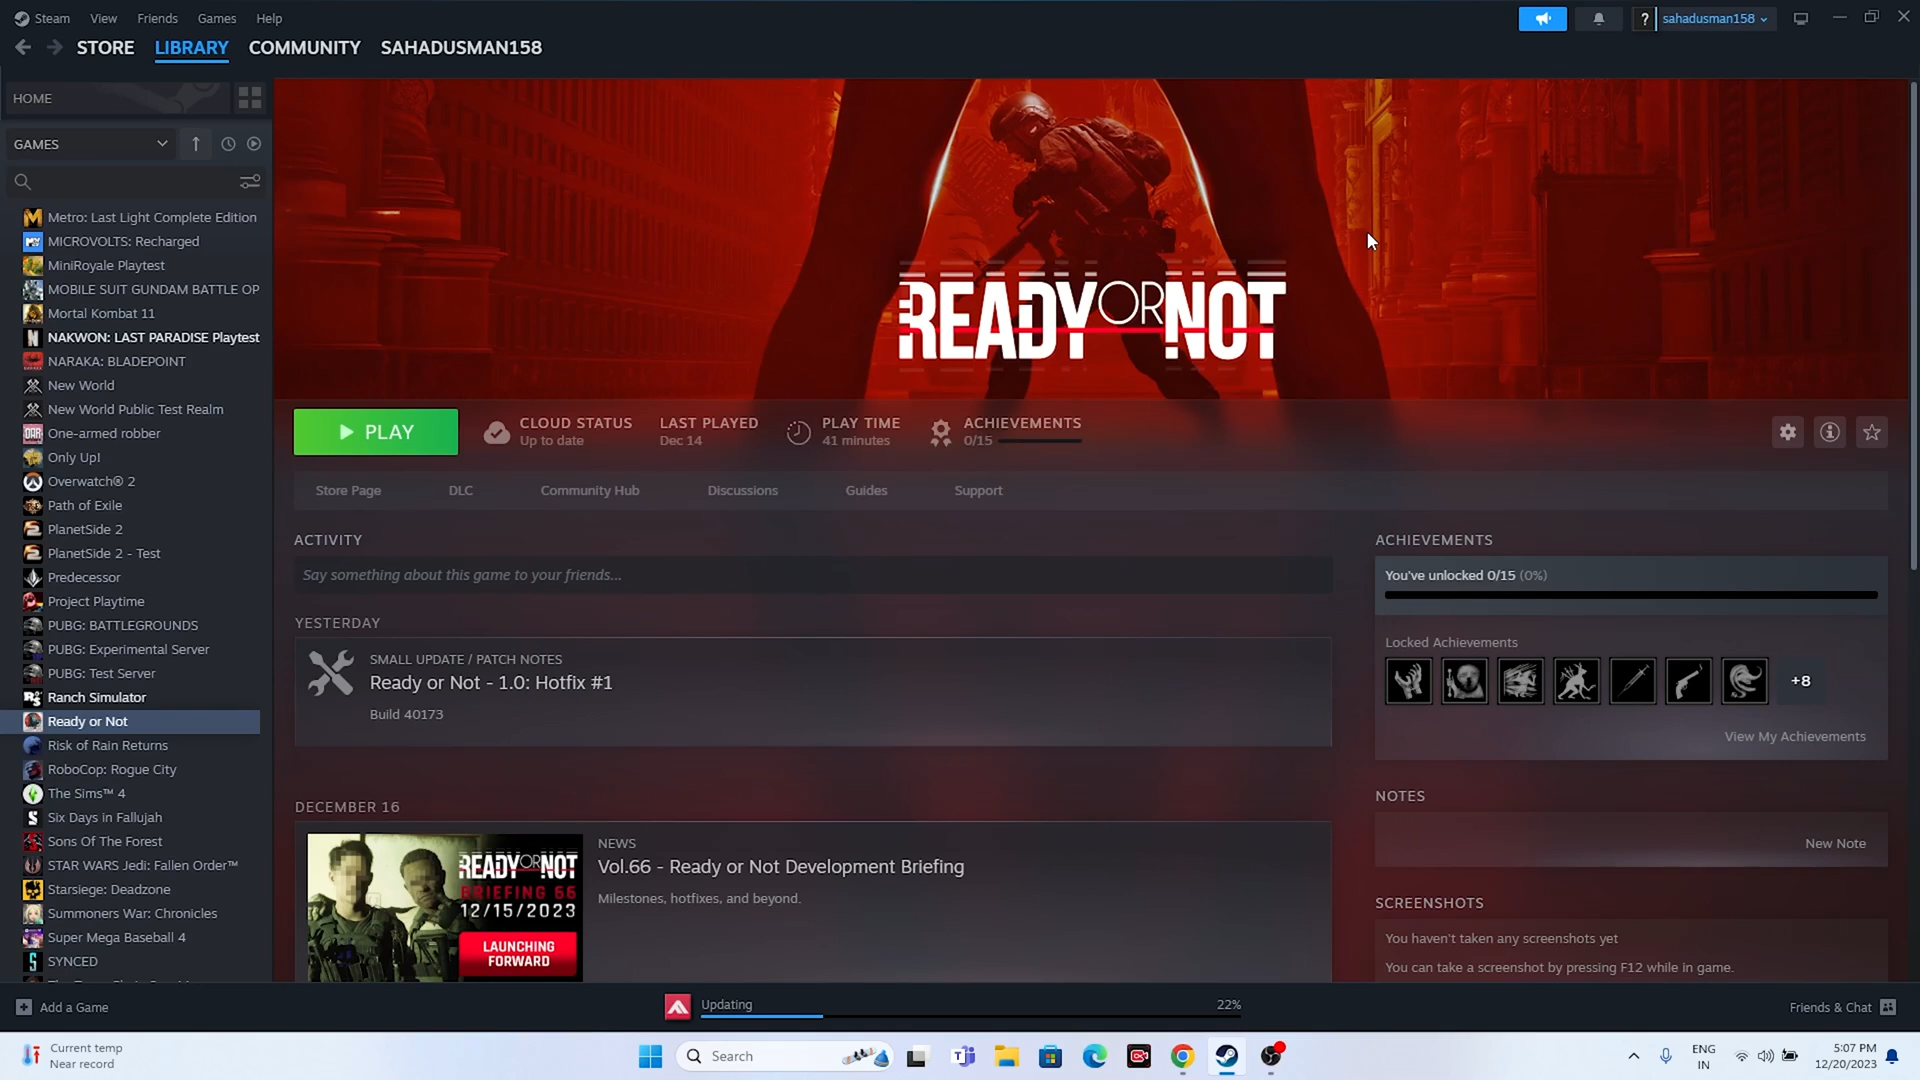 Steam View Friends Games Help
? sahadusman158
STORE LIBRARY COMMUNITY SAHADUSMAN158
HOME
GAMES
Metro: Last Light Complete Edition
MICROVOLTS: Recharged
MiniRoyale Playtest
MOBILE SUIT GUNDAM BATTLE OP
Mortal Kombat 11
NAKWON: LAST PARADISE Playtest
NARAKA: BLADEPOINT
New World
New World Public Test Realm
One-armed robber
Only Up!
Overwatch® 2
Path of Exile
PlanetSide 2
PlanetSide 2 - Test
Predecessor
Project Playtime
PUBG: BATTLEGROUNDS
PUBG: Experimental Server
PUBG: Test Server
Ranch Simulator
Ready or Not
Risk of Rain Returns
RoboCop: Rogue City
The Sims™ 4
Six Days in Fallujah
Sons Of The Forest
STAR WARS Jedi: Fallen Order™
Starsiege: Deadzone
Summoners War: Chronicles
Super Mega Baseball 4
SYNCED
READY OR NOT
PLAY
CLOUD STATUS
Up to date
LAST PLAYED
Dec 14
PLAY TIME
41 minutes
ACHIEVEMENTS
0/15
Store Page DLC Community Hub Discussions Guides Support
ACTIVITY
Say something about this game to your friends...
YESTERDAY
SMALL UPDATE / PATCH NOTES
Ready or Not - 1.0: Hotfix #1
Build 40173
DECEMBER 16
READY OR NOT
BRIEFING 66
12/15/2023
LAUNCHING
FORWARD
NEWS
Vol.66 - Ready or Not Development Briefing
Milestones, hotfixes, and beyond.
ACHIEVEMENTS
You've unlocked 0/15 (0%)
Locked Achievements
+8
View My Achievements
NOTES
New Note
SCREENSHOTS
You haven't taken any screenshots yet
You can take a screenshot by pressing F12 while in game.
Add a Game
Updating 22%
Friends & Chat
Current temp
Near record
Search
ENG
IN
5:07 PM
12/20/2023